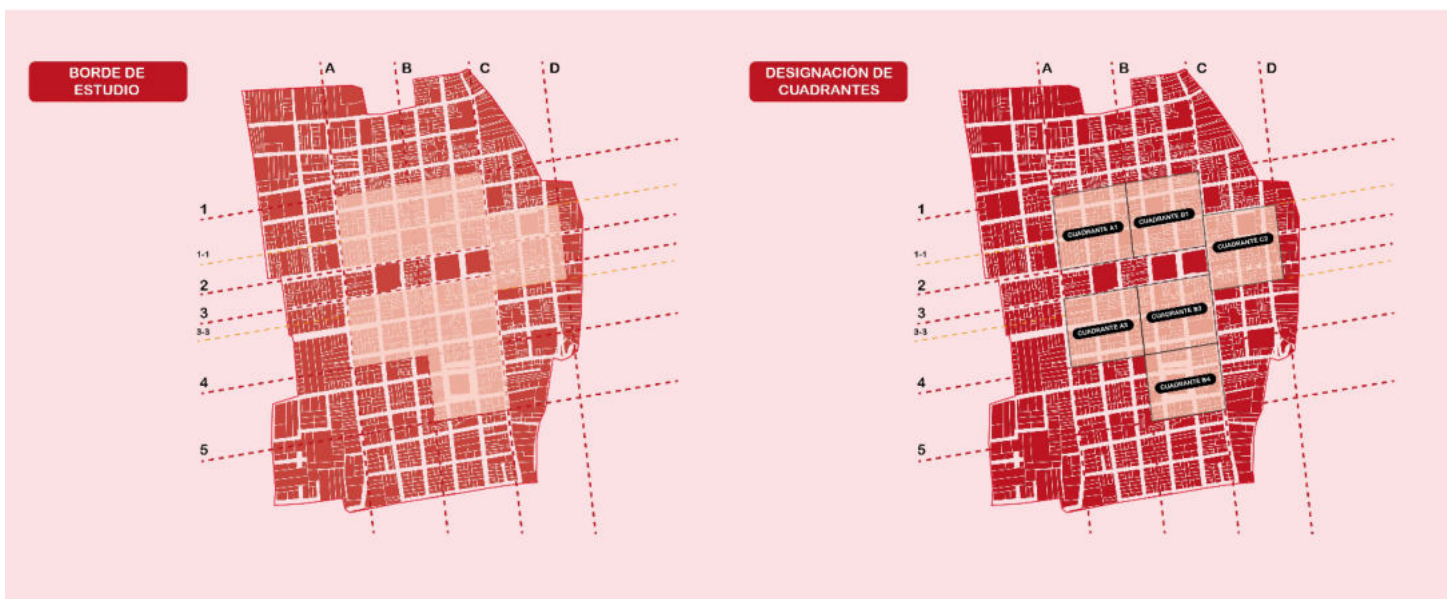 BORDE DE
ESTUDIO
A
B
C
D
1
1-1
2
3
3-3
4
5
DESIGNACIÓN DE
CUADRANTES
A
B
C
D
1
1-1
2
3
3-3
4
5
CUADRANTE A1
CUADRANTE B1
CUADRANTE C2
CUADRANTE A3
CUADRANTE B3
CUADRANTE B4